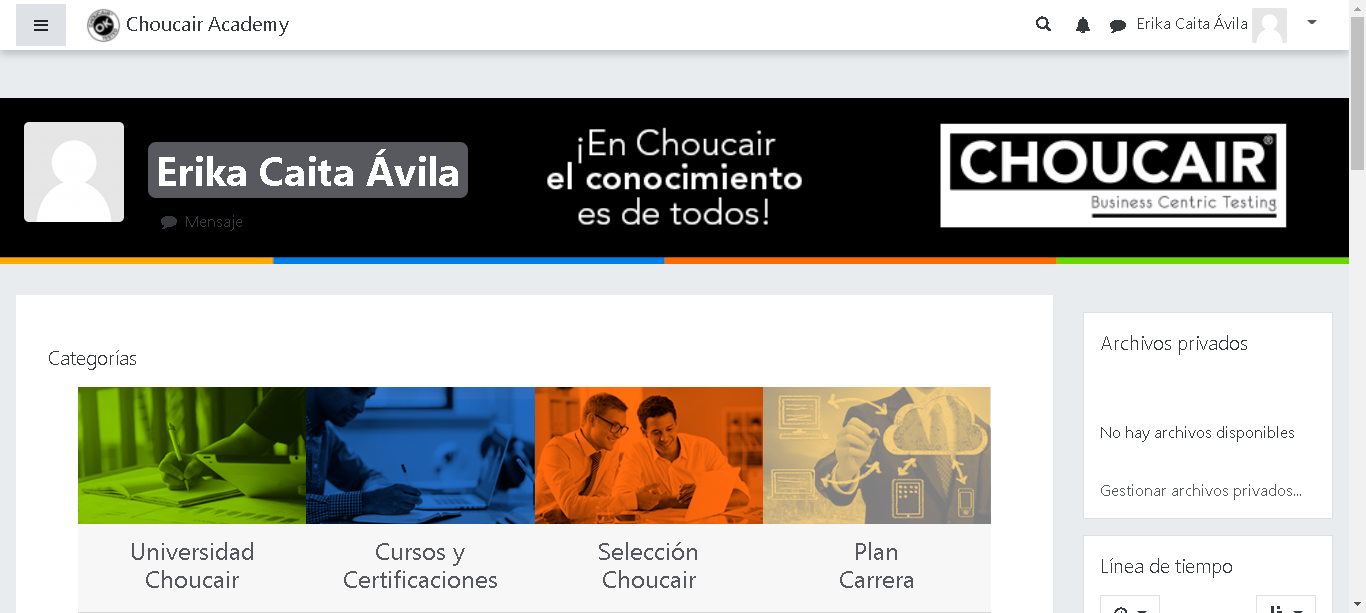 Choucair Academy
Erika Caita Ávila
Erika Caita Ávila
Mensaje
¡En Choucair
el conocimiento
es de todos!
CHOUCAIR®
Business Centric Testing
Categorías
Universidad
Choucair
Cursos y
Certificaciones
Selección
Choucair
Plan
Carrera
Archivos privados
No hay archivos disponibles
Gestionar archivos privados...
Línea de tiempo